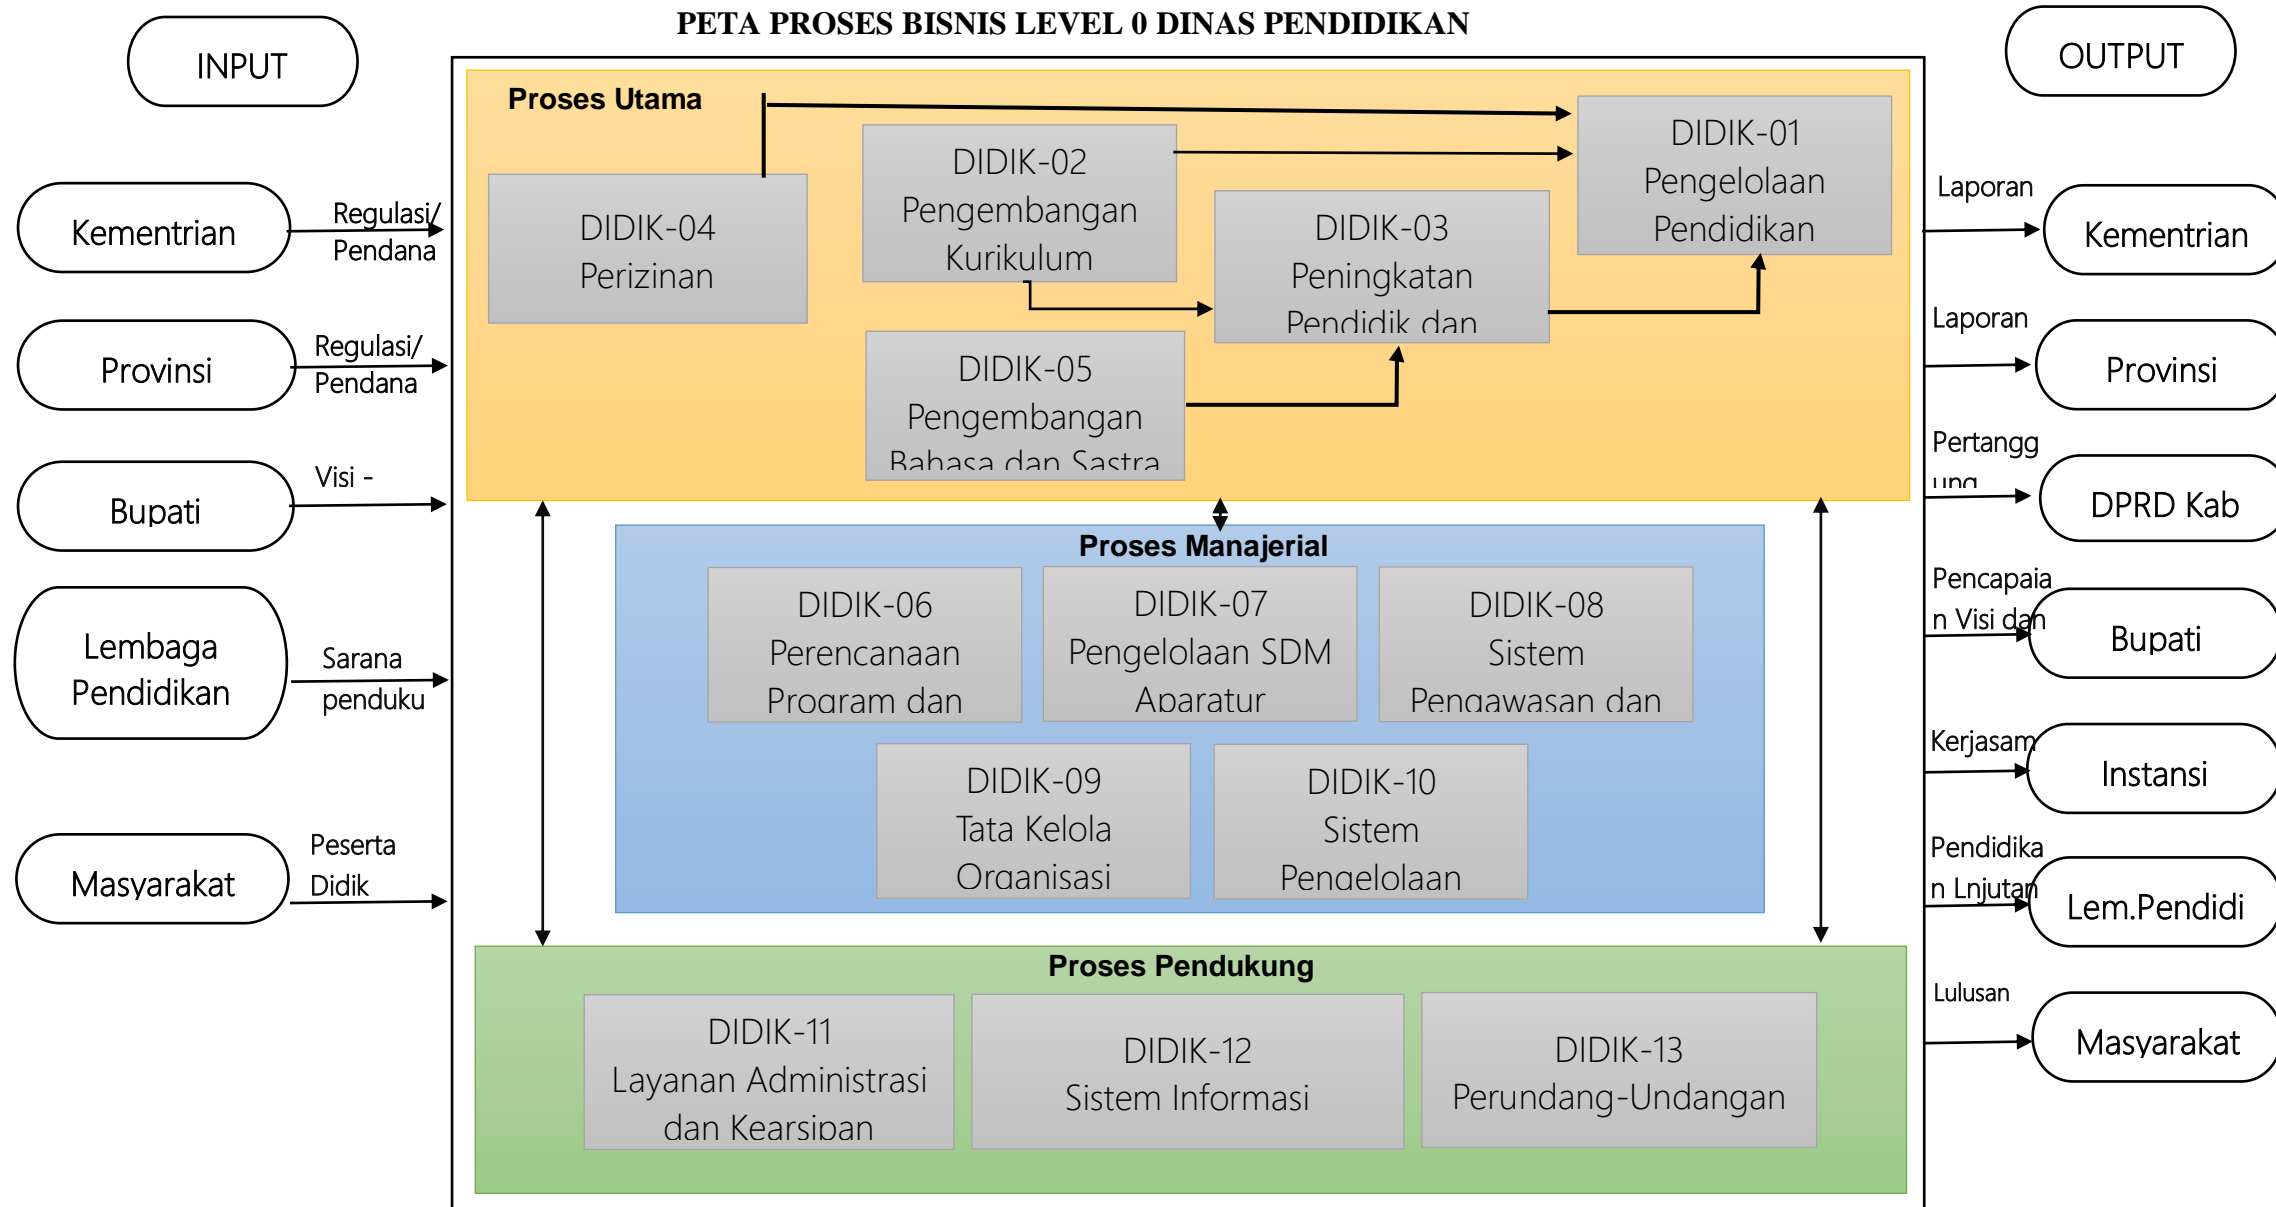 PETA PROSES BISNIS LEVEL 0 DINAS PENDIDIKAN
INPUT
OUTPUT
Kementrian
Regulasi/
Pendana
Provinsi
Regulasi/
Pendana
Bupati
Visi -
Lembaga
Pendidikan
Sarana
penduku
Masyarakat
Peserta
Didik
Proses Utama
DIDIK-04
Perizinan
DIDIK-02
Pengembangan
Kurikulum
DIDIK-03
Peningkatan
Pendidik dan
DIDIK-01
Pengelolaan
Pendidikan
DIDIK-05
Pengembangan
Bahasa dan Sastra
Proses Manajerial
DIDIK-06
Perencanaan
Program dan
DIDIK-07
Pengelolaan SDM
Aparatur
DIDIK-08
Sistem
Pengawasan dan
DIDIK-09
Tata Kelola
Organisasi
DIDIK-10
Sistem
Pengelolaan
Proses Pendukung
DIDIK-11
Layanan Administrasi
dan Kearsipan
DIDIK-12
Sistem Informasi
DIDIK-13
Perundang-Undangan
Laporan
Kementrian
Laporan
Provinsi
Pertangg
ung
DPRD Kab
Pencapaia
n Visi dan
Bupati
Kerjasam
Instansi
Pendidika
n Lnjutan
Lem.Pendidi
Lulusan
Masyarakat